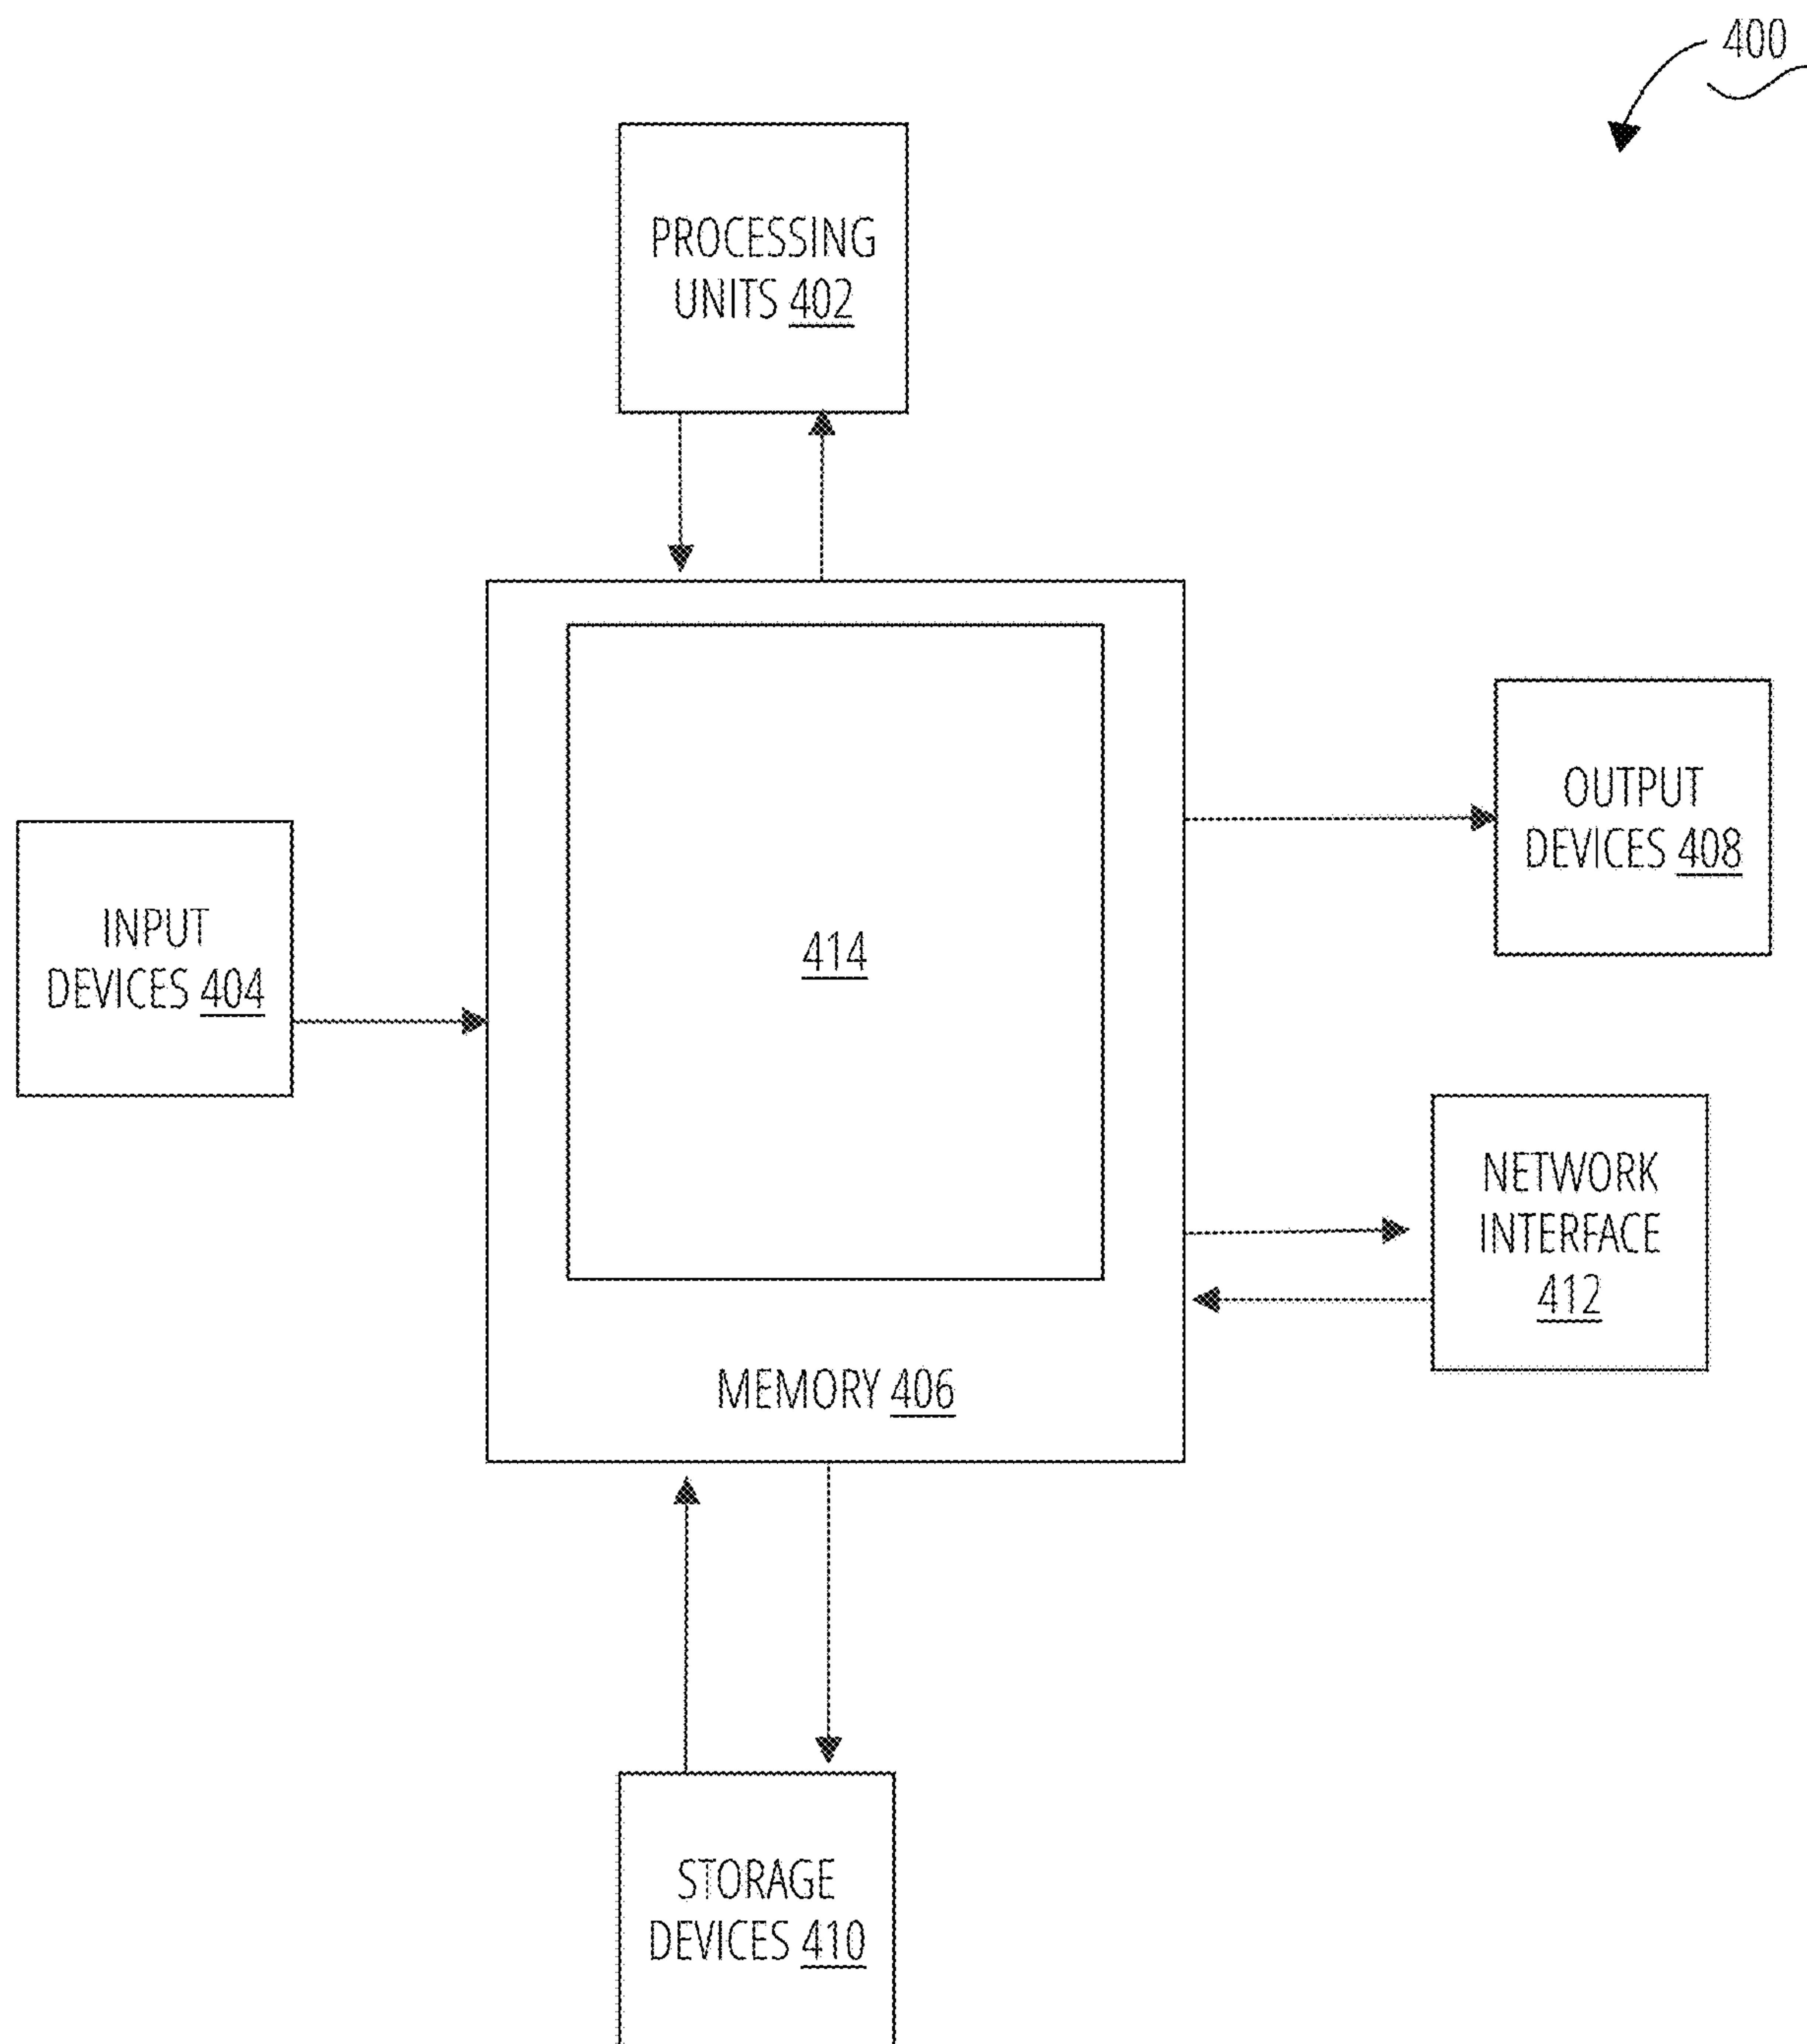 400
PROCESSING
UNITS 402
OUTPUT
DEVICES 408
INPUT
DEVICES 404
414
NETWORK
INTERFACE
412
MEMORY 406
STORAGE
DEVICES 410